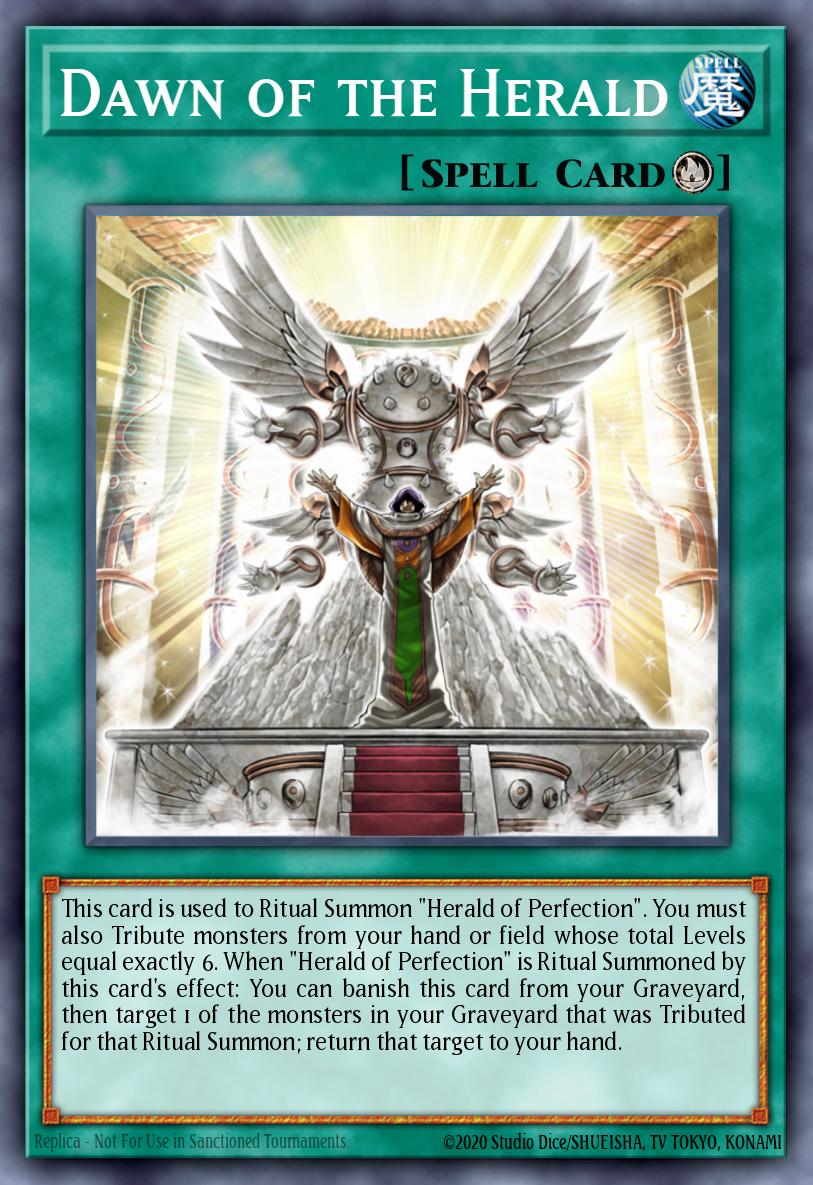 Dawn of the Herald
SPELL
魔
[Spell Card]
This card is used to Ritual Summon "Herald of Perfection". You must
also Tribute monsters from your hand or field whose total Levels
equal exactly 6. When "Herald of Perfection" is Ritual Summoned by
this card's effect: You can banish this card from your Graveyard,
then target 1 of the monsters in your Graveyard that was Tributed
for that Ritual Summon; return that target to your hand.
Replica - Not For Use in Sanctioned Tournaments.
©2020 Studio Dice/SHUEISHA, TV TOKYO, KONAMI